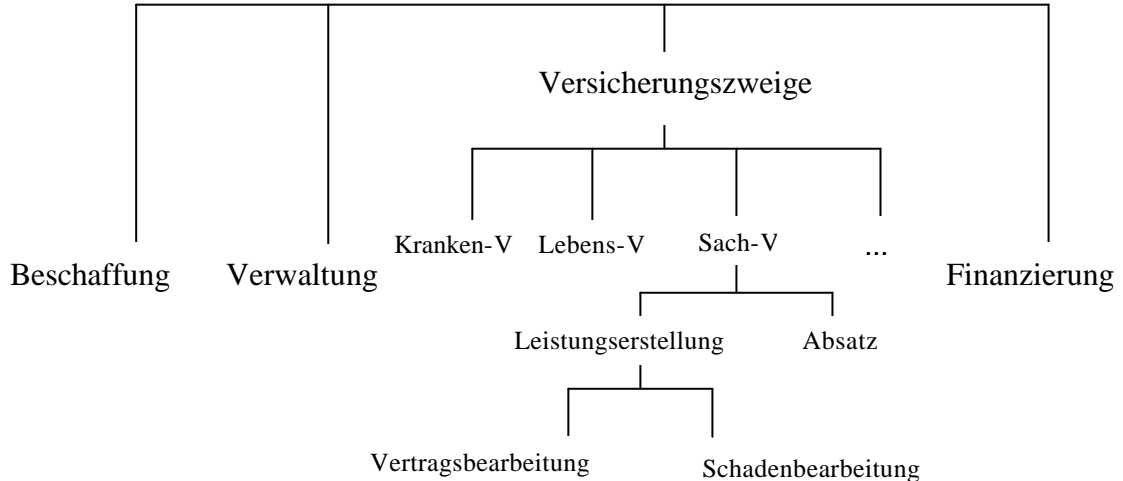 Versicherungszweige
Kranken-V Lebens-V Sach-V ...
Beschaffung Verwaltung Finanzierung
Leistungserstellung Absatz
Vertragsbearbeitung Schadenbearbeitung